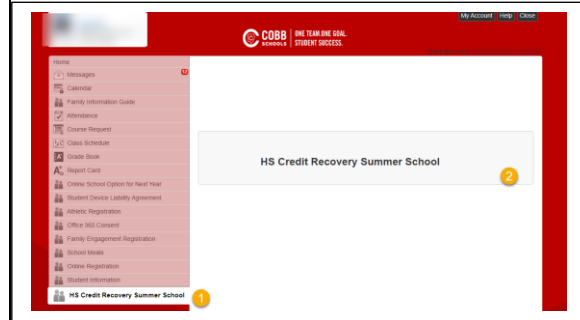 My Account Help Close
COBB
SCHOOLS
ONE TEAM.ONE GOAL.
STUDENT SUCCESS.
Home
Messages
12
Calendar
Family Information Guide
Attendance
Course Request
Class Schedule
Grade Book
Report Card
Online School Option for Next Year
Student Device Liability Agreement
Athletic Registration
Office 365 Consent
Family Engagement Registration
School Meals
Online Registration
Student Information
HS Credit Recovery Summer School
1
HS Credit Recovery Summer School
2